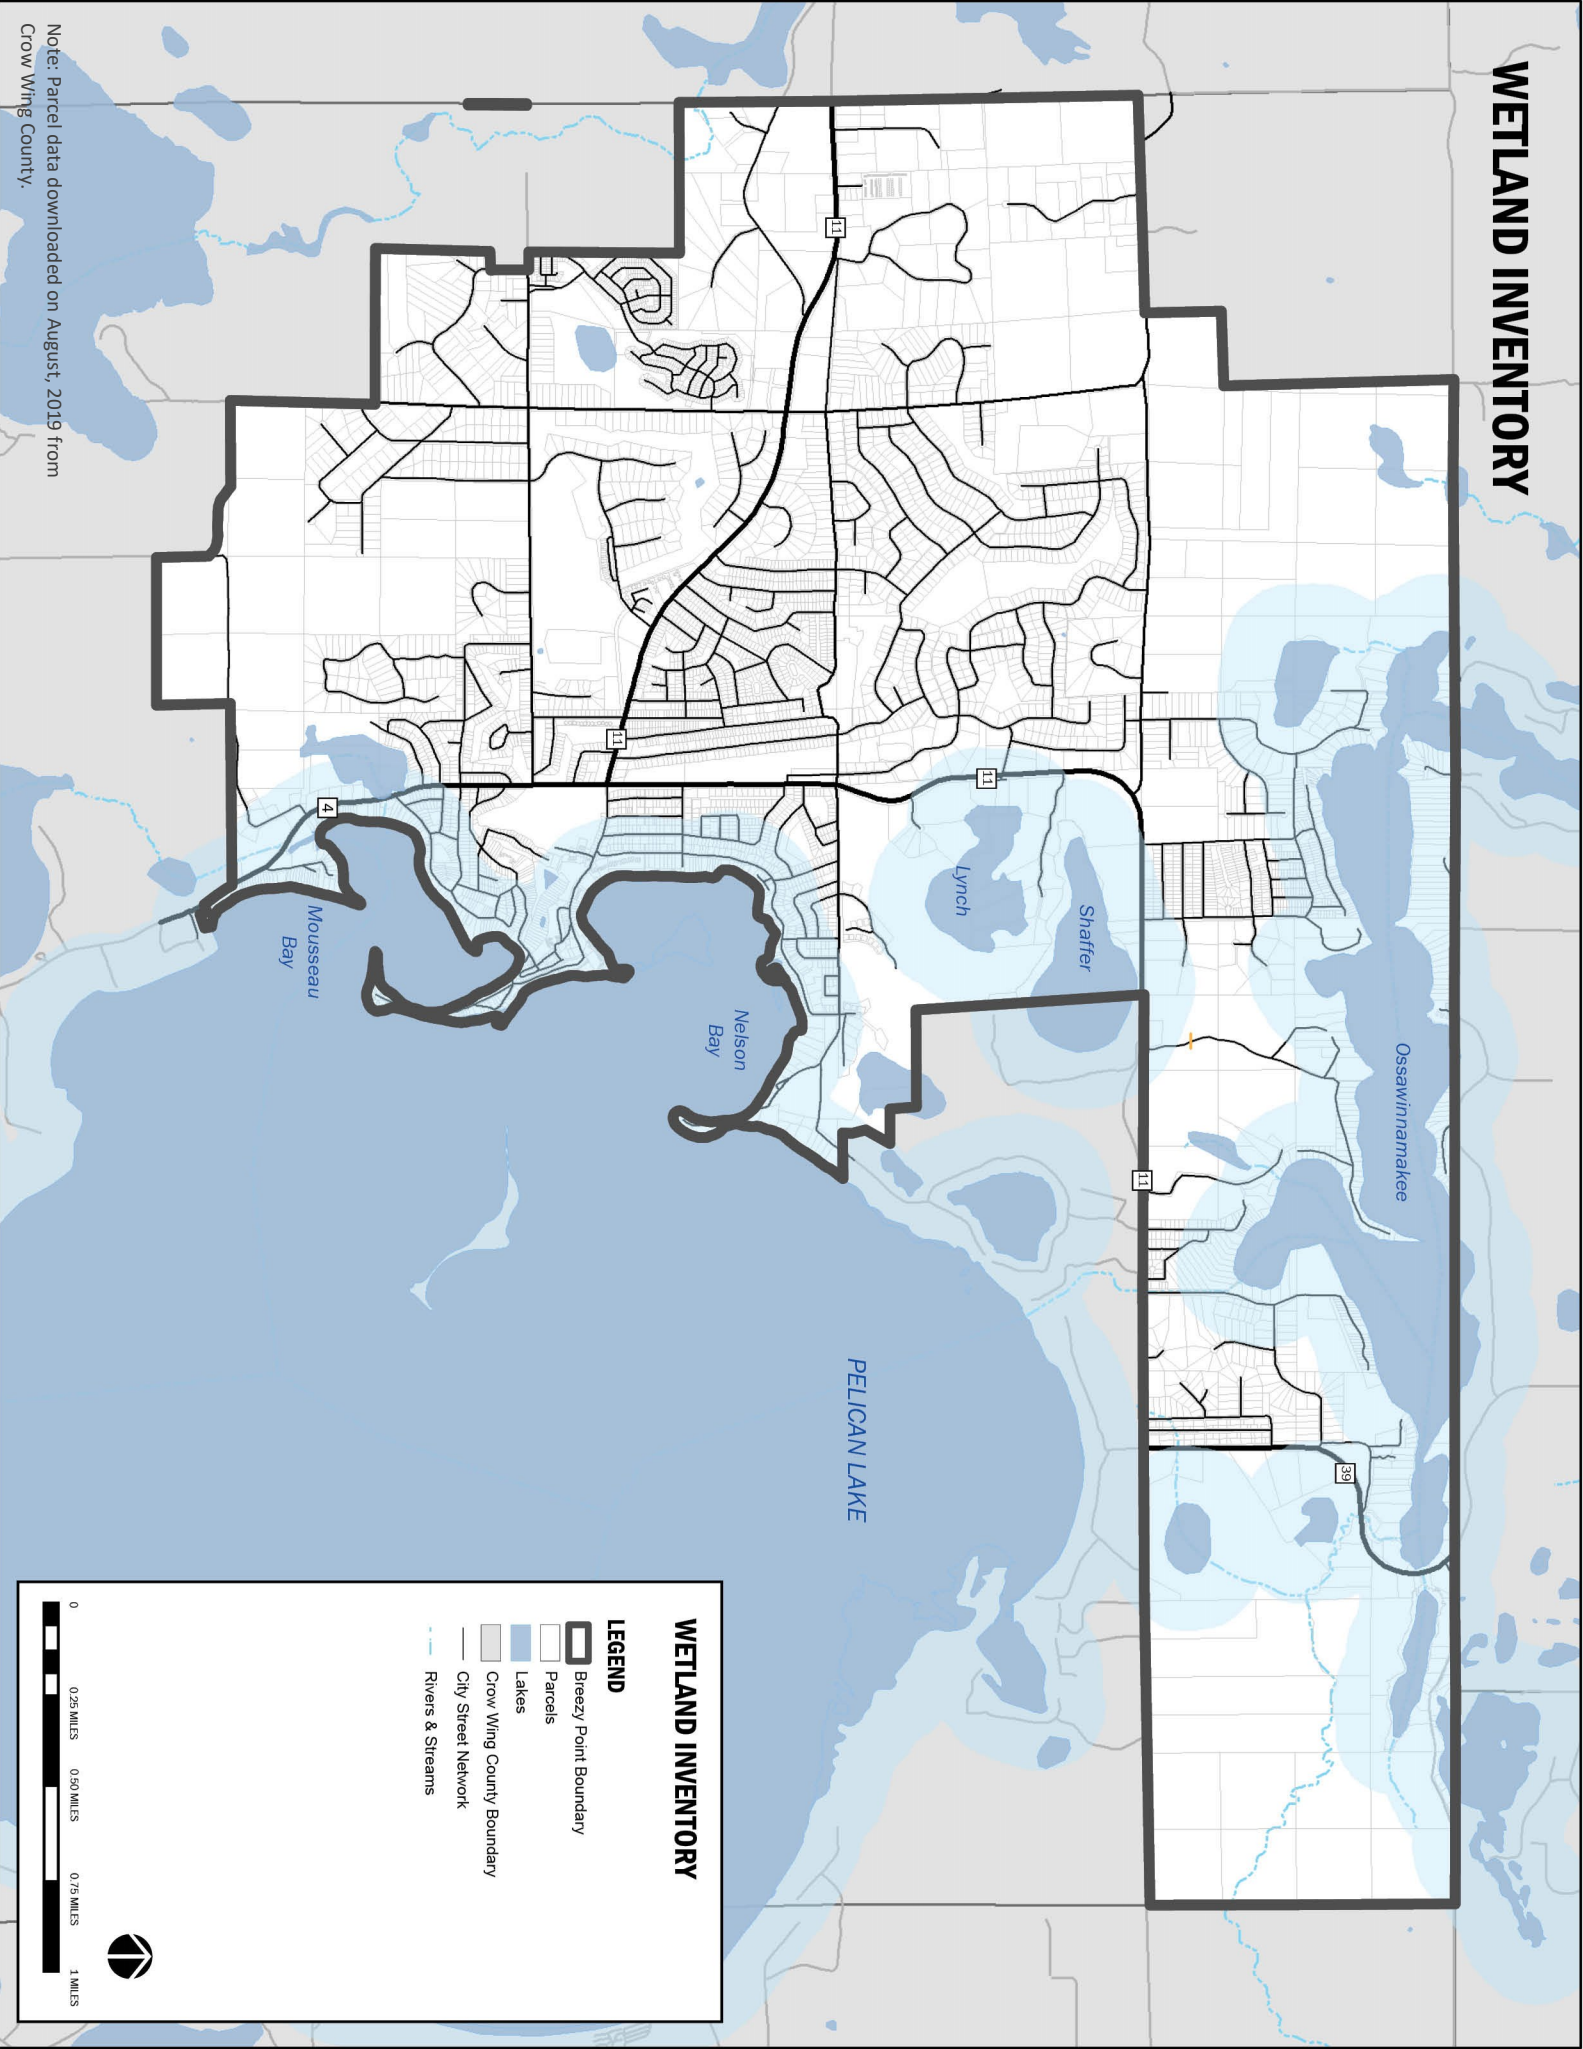 WETLAND INVENTORY
Ossawinnamakee
39
11
Shaffer
Lynch
11
11
11
4
PELICAN LAKE
Nelson
Bay
Mousseau
Bay
WETLAND INVENTORY
LEGEND
Breezy Point Boundary
Parcels
Lakes
Crow Wing County Boundary
City Street Network
Rivers & Streams
0
0.25 MILES
0.50 MILES
0.75 MILES
1 MILES
Note: Parcel data downloaded on August, 2019 from
Crow Wing County.